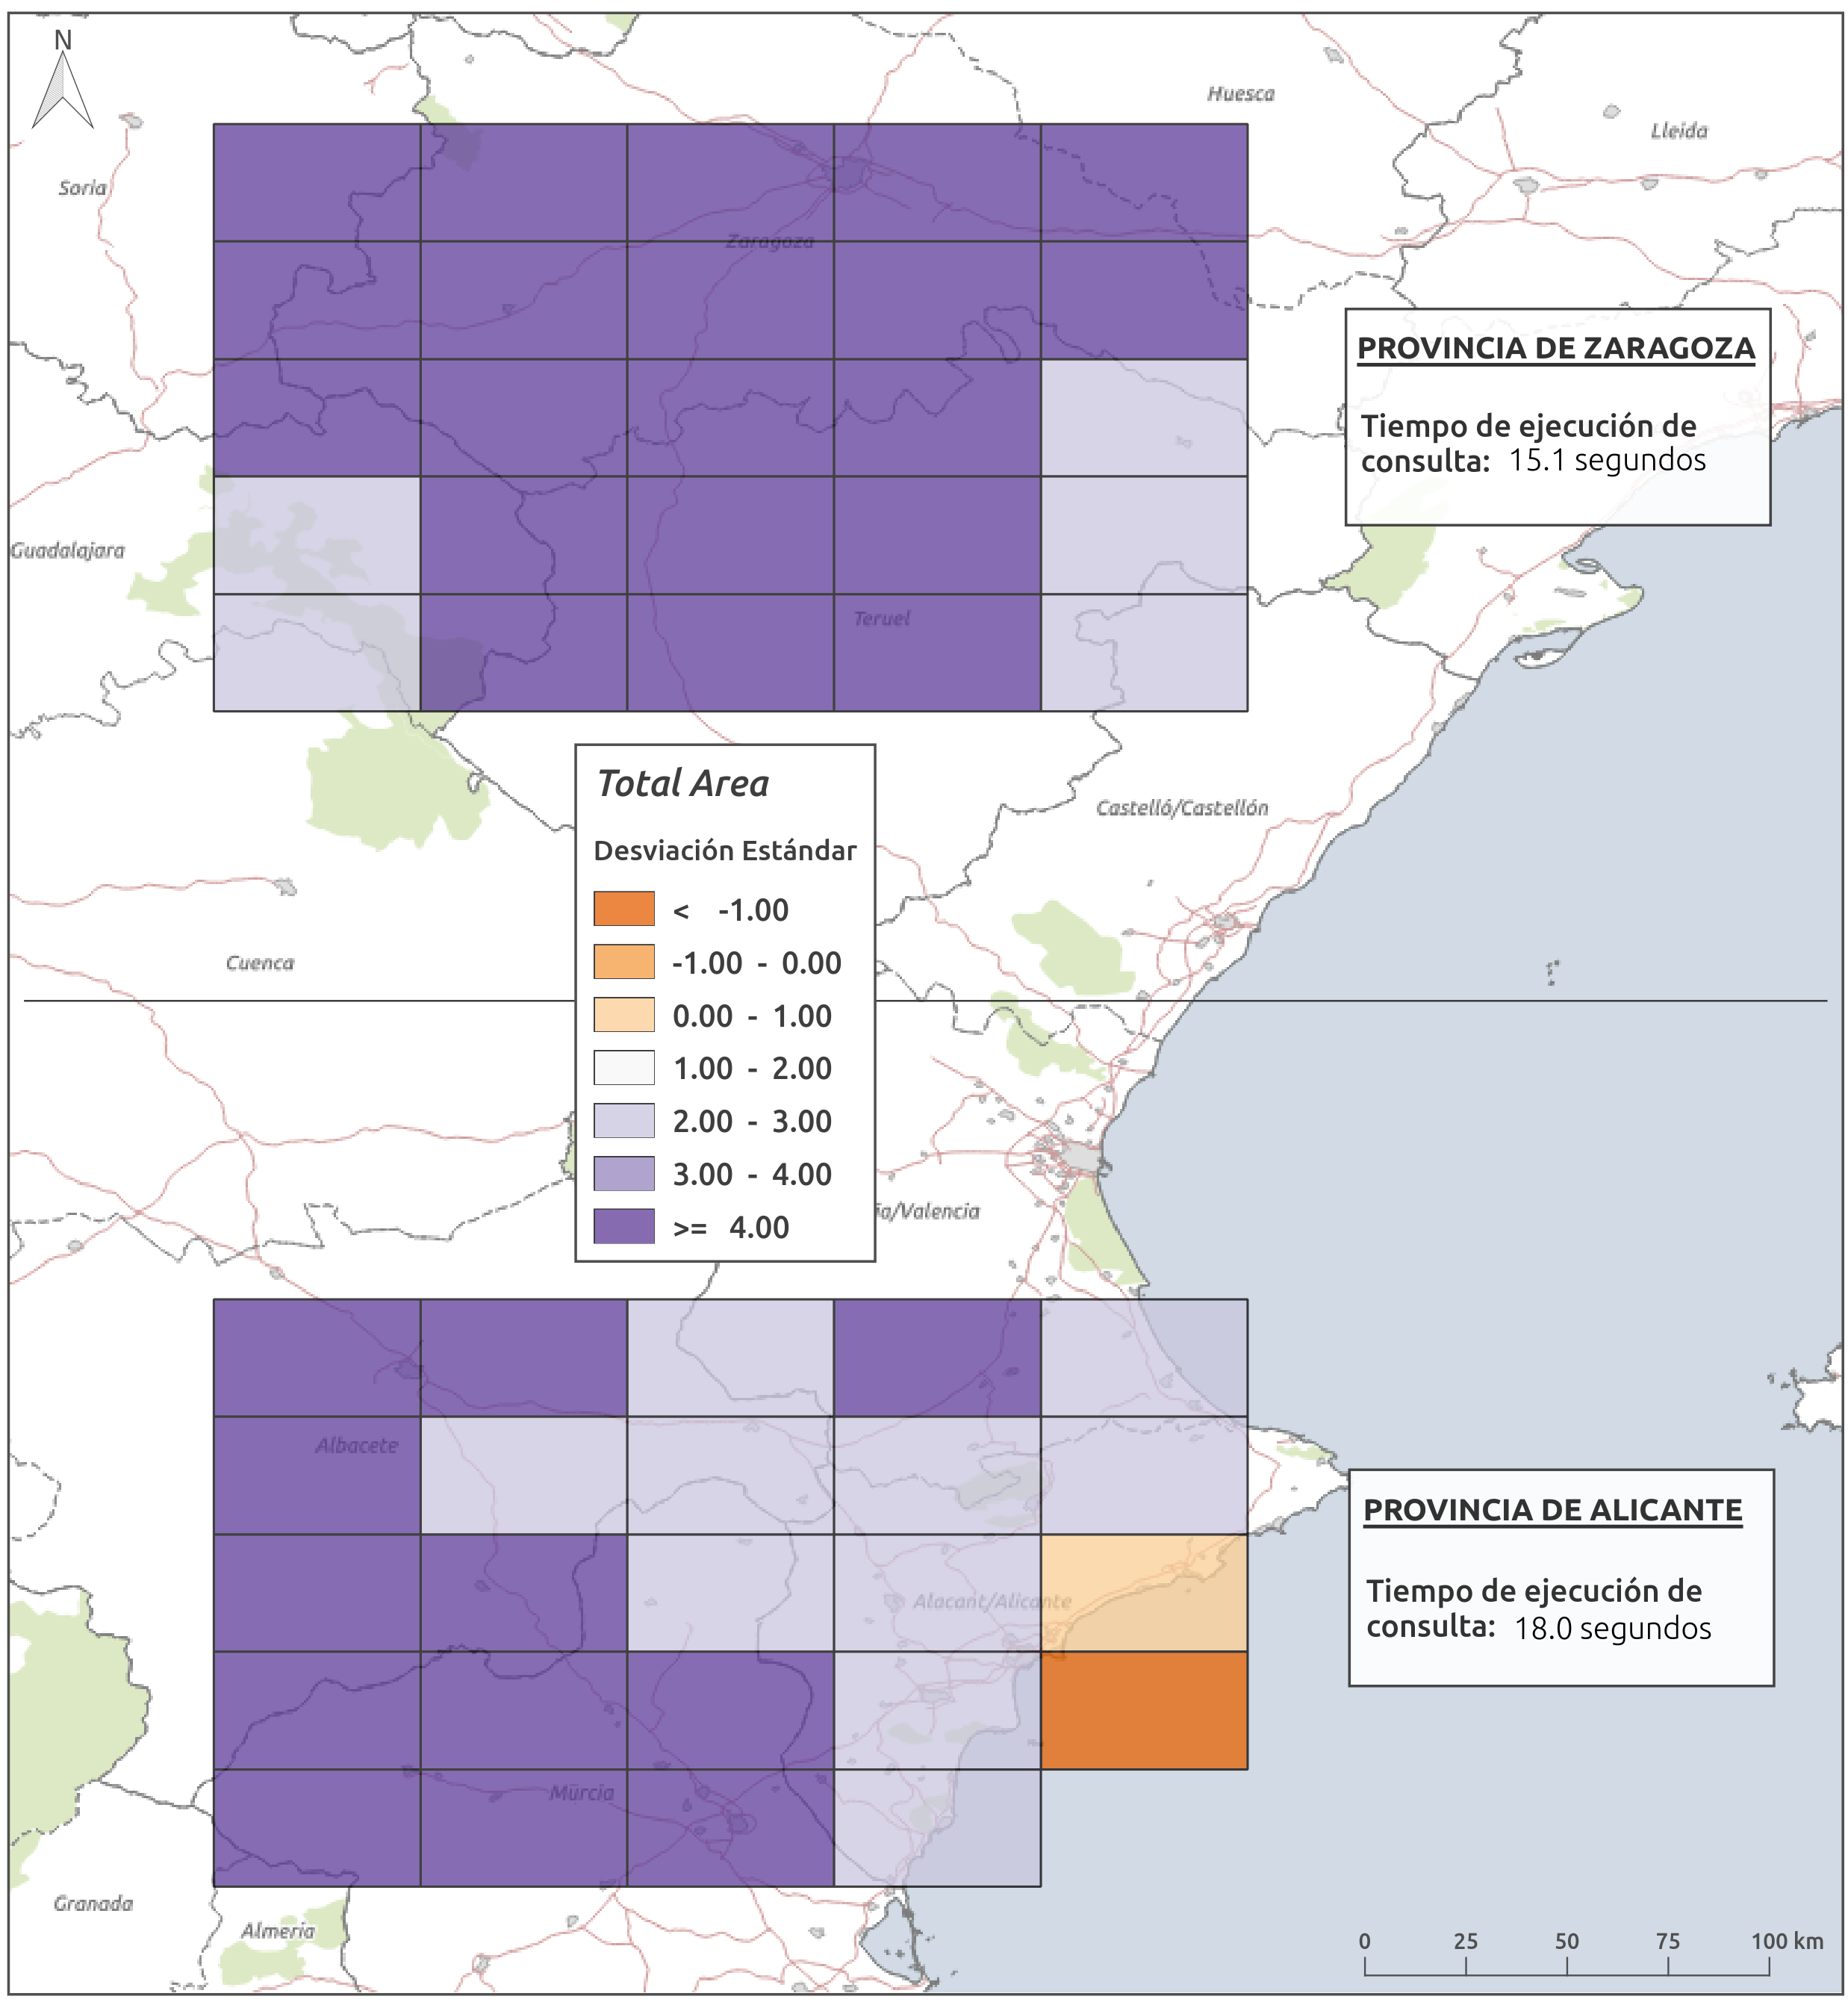 N
Huesca
Lleida
Soria
Zaragoza
PROVINCIA DE ZARAGOZA
Tiempo de ejecución de
consulta: 15.1 segundos
Guadalajara
Teruel
Total Area
Castelló/Castellón
Desviación Estándar
< -1.00
-1.00 - 0.00
Cuenca
0.00 - 1.00
1.00 - 2.00
2.00 - 3.00
3.00 - 4.00
ia/Valencia
>= 4.00
Albacete
PROVINCIA DE ALICANTE
Tiempo de ejecución de
consulta: 18.0 segundos
Alacant/Alicante
Murcia
Granada
Almería
0 25 50 75 100 km